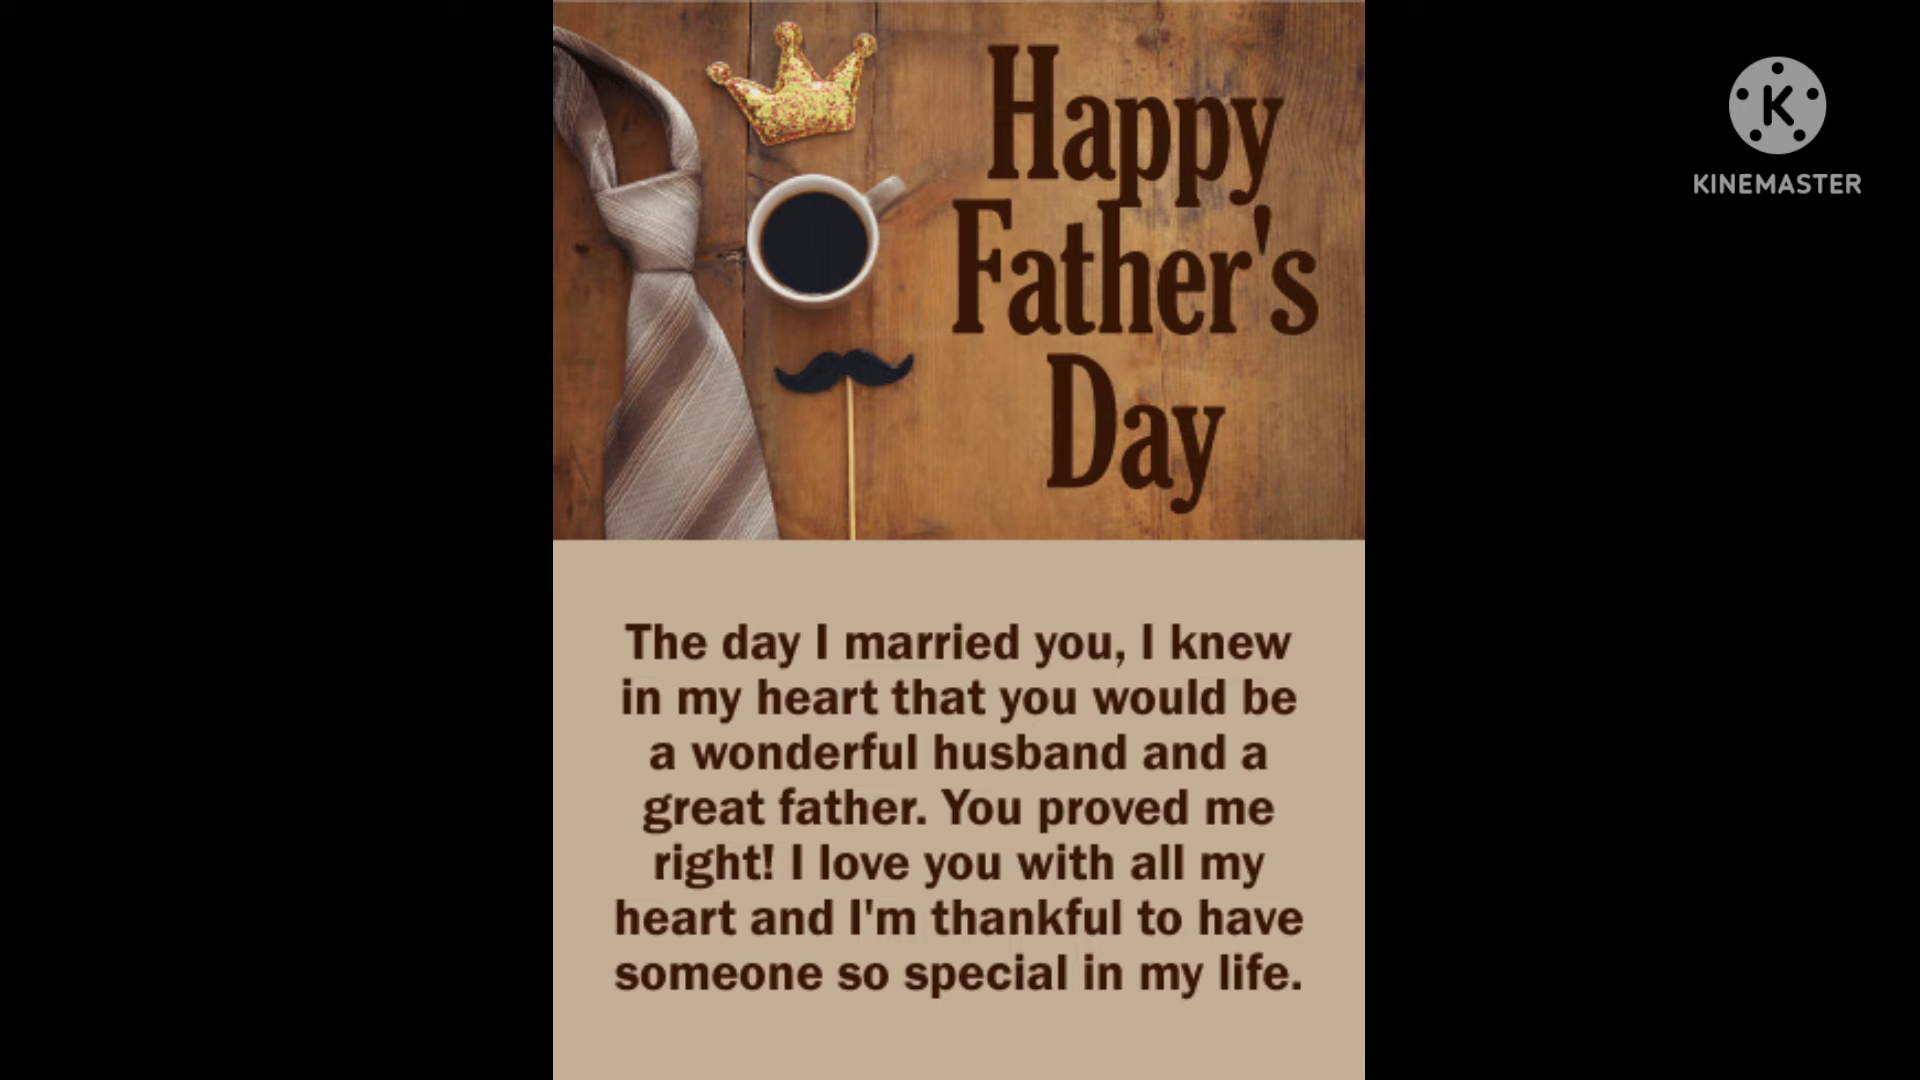 Happy
Father's
Day
K
KINEMASTER
The day I married you, I knew
in my heart that you would be
a wonderful husband and a
great father. You proved me
right! I love you with all my
heart and I'm thankful to have
someone so special in my life.